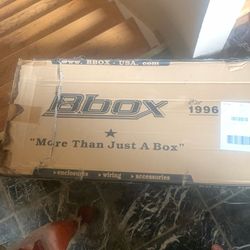 www. BBOX - USA. com
Bbox
1996
"More Than Just A Box"
>enclosures >wiring >accessories